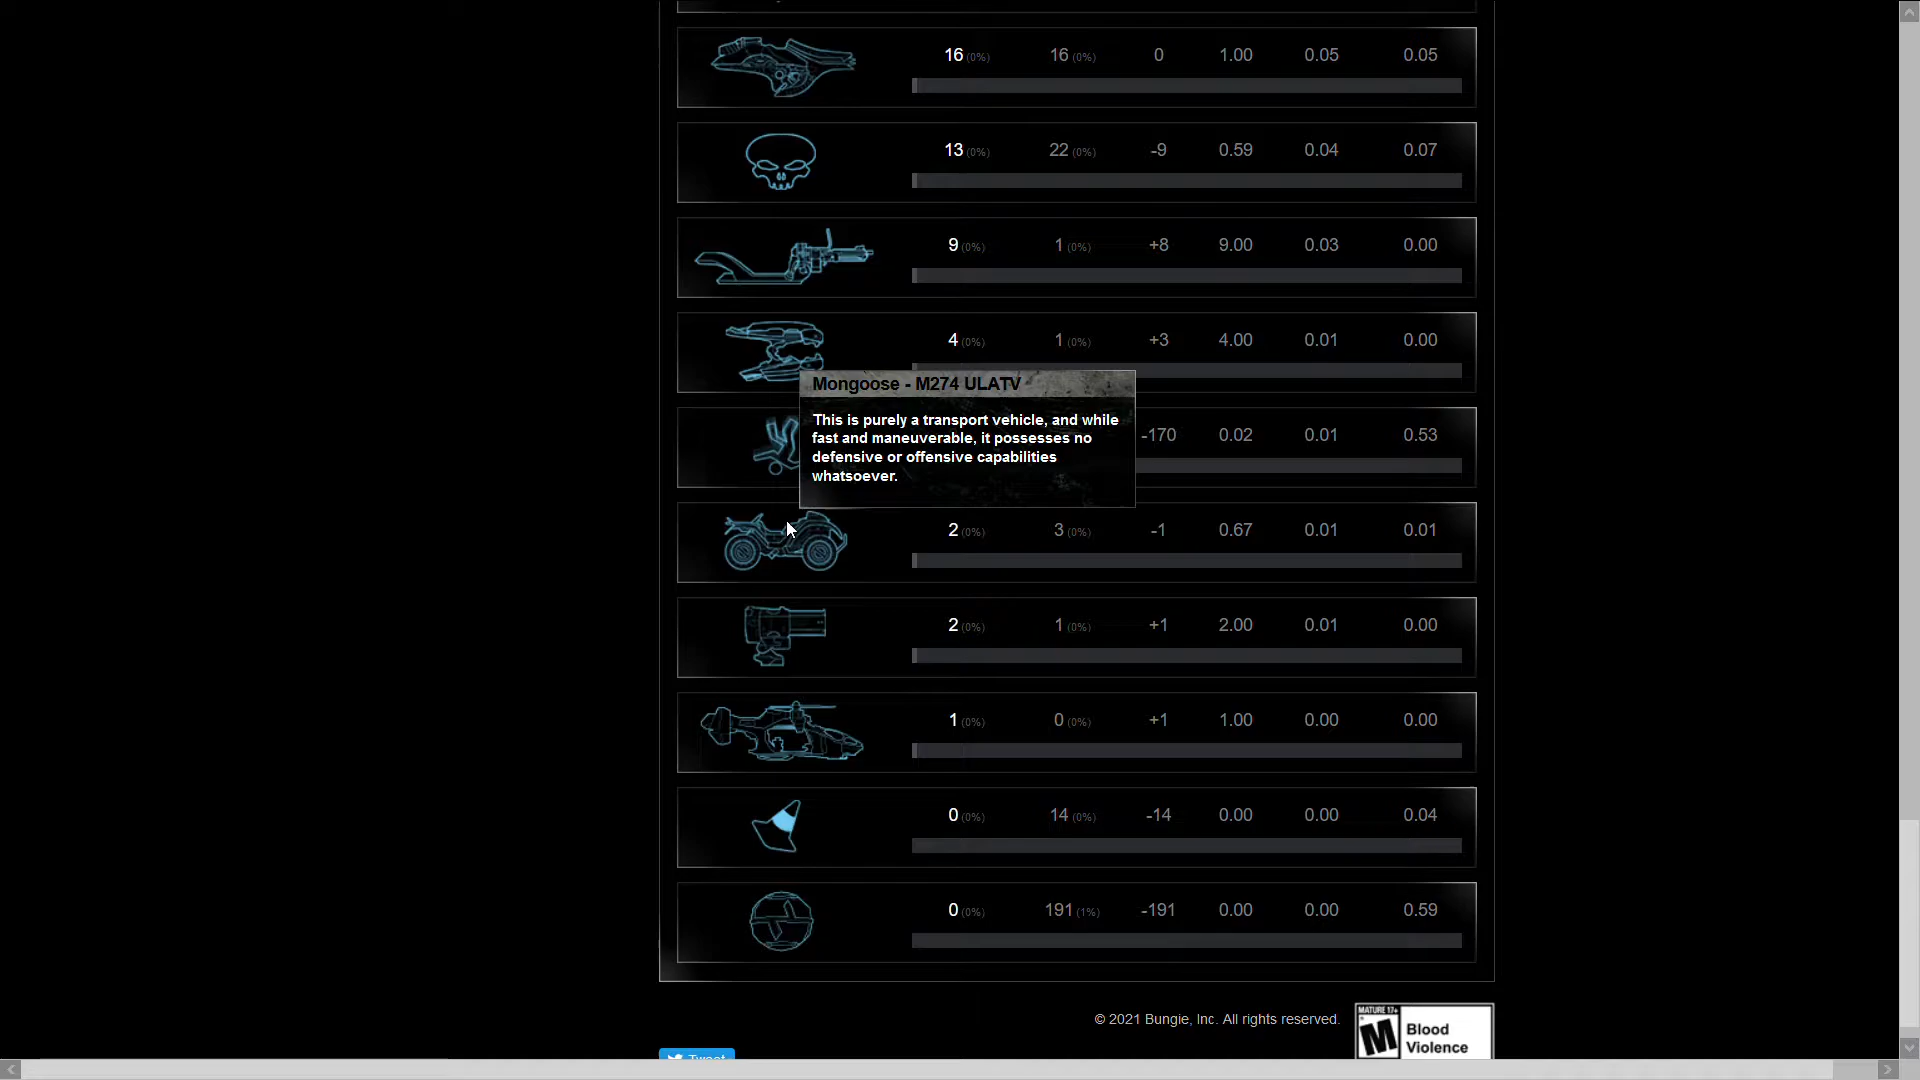 16 (0%) 16 (0%) 0 1.00 0.05 0.05
13 (0%) 22 (0%) -9 0.59 0.04 0.07
9 (0%) 1 (0%) +8 9.00 0.03 0.00
4 (0%) 1 (0%) +3 4.00 0.01 0.00
Mongoose - M274 ULATV
This is purely a transport vehicle, and while
fast and maneuverable, it possesses no
defensive or offensive capabilities
whatsoever.
-170 0.02 0.01 0.53
2 (0%) 3 (0%) -1 0.67 0.01 0.01
2 (0%) 1 (0%) +1 2.00 0.01 0.00
1 (0%) 0 (0%) +1 1.00 0.00 0.00
0 (0%) 14 (0%) -14 0.00 0.00 0.04
0 (0%) 191 (1%) -191 0.00 0.00 0.59
© 2021 Bungie, Inc. All rights reserved.
MATURE 17+
M
Blood
Violence
Tweet